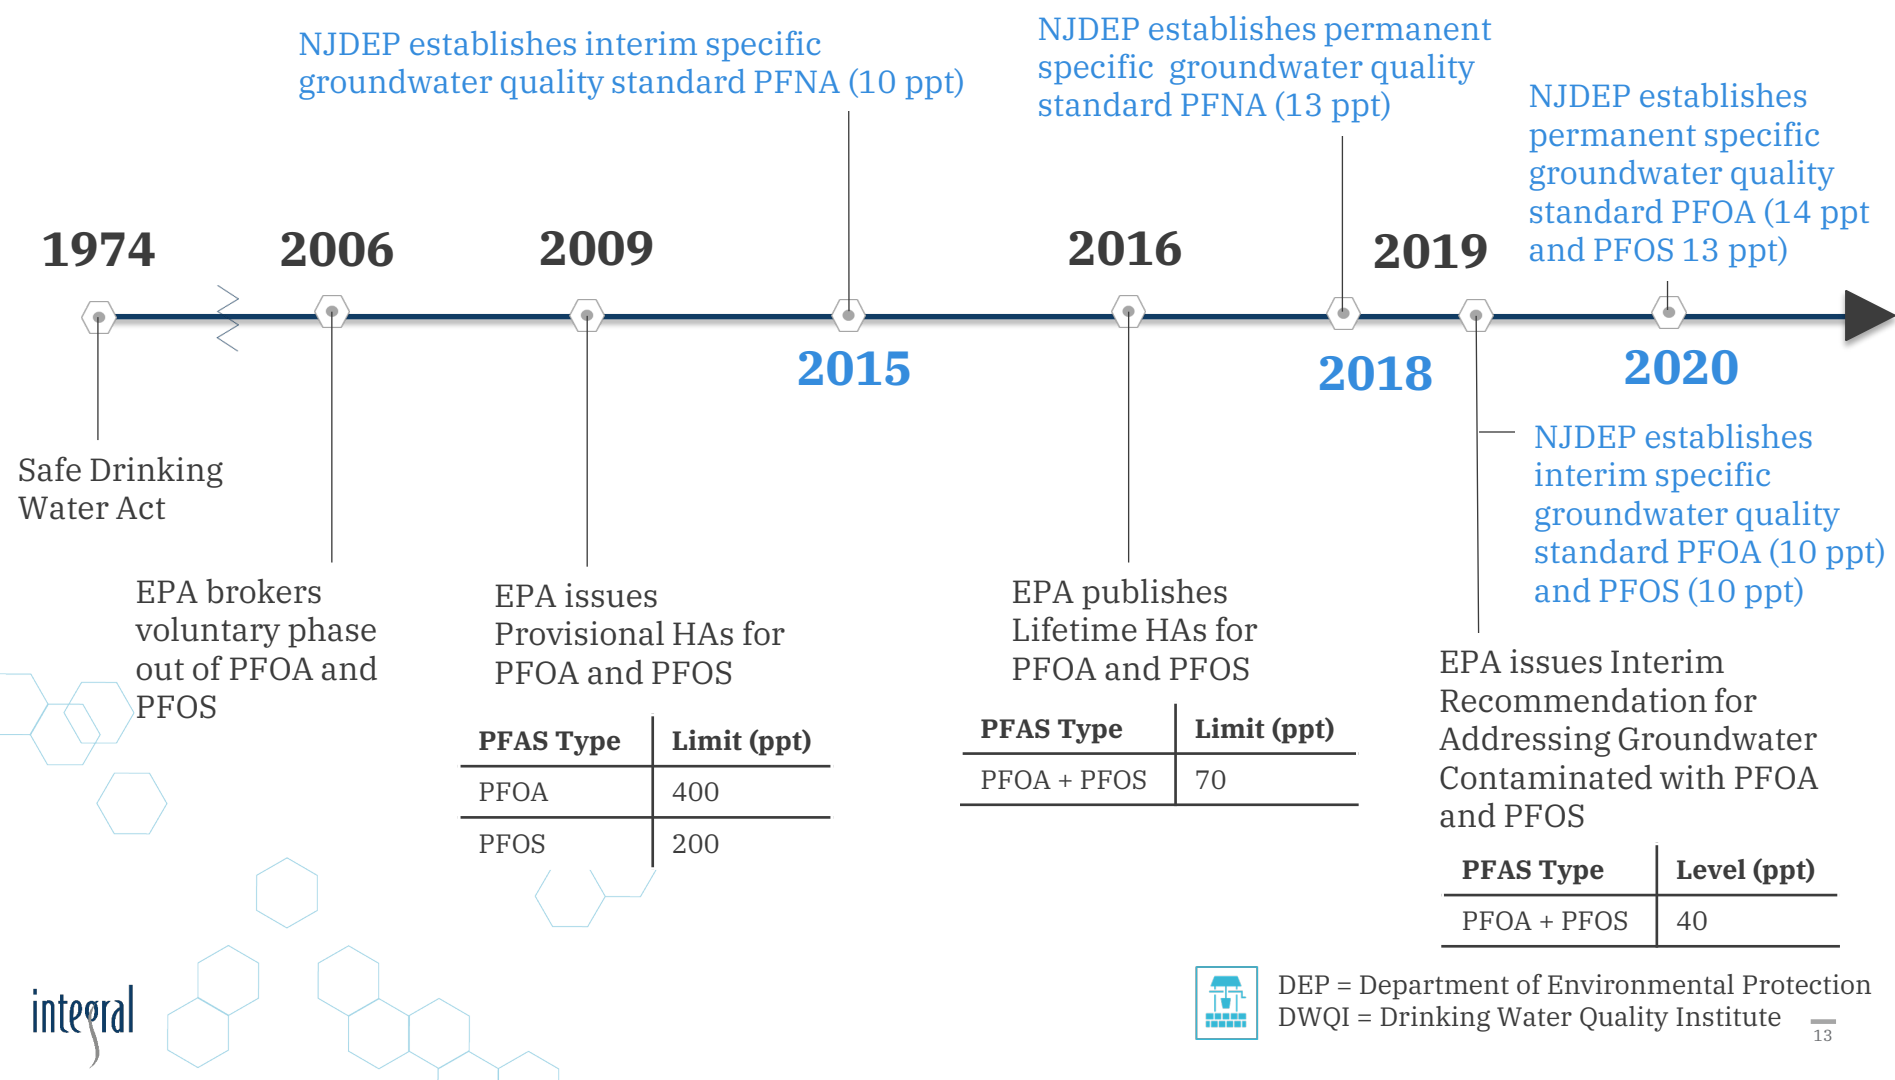 NJDEP establishes interim specific
groundwater quality standard PFNA (10 ppt)
NJDEP establishes permanent
specific groundwater quality
standard PFNA (13 ppt)
NJDEP establishes
permanent specific
groundwater quality
standard PFOA (14 ppt
and PFOS 13 ppt)
1974
2006
2009
2016
2019
2015
2018
2020
Safe Drinking
Water Act
EPA brokers
voluntary phase
out of PFOA and
PFOS
EPA issues
Provisional HAs for
PFOA and PFOS
PFAS Type Limit (ppt)
PFOA 400
PFOS 200
EPA publishes
Lifetime HAs for
PFOA and PFOS
PFAS Type Limit (ppt)
PFOA + PFOS 70
NJDEP establishes
interim specific
groundwater quality
standard PFOA (10 ppt)
and PFOS (10 ppt)
EPA issues Interim
Recommendation for
Addressing Groundwater
Contaminated with PFOA
and PFOS
PFAS Type Level (ppt)
PFOA + PFOS 40
integral
DEP = Department of Environmental Protection
DWQI = Drinking Water Quality Institute
13